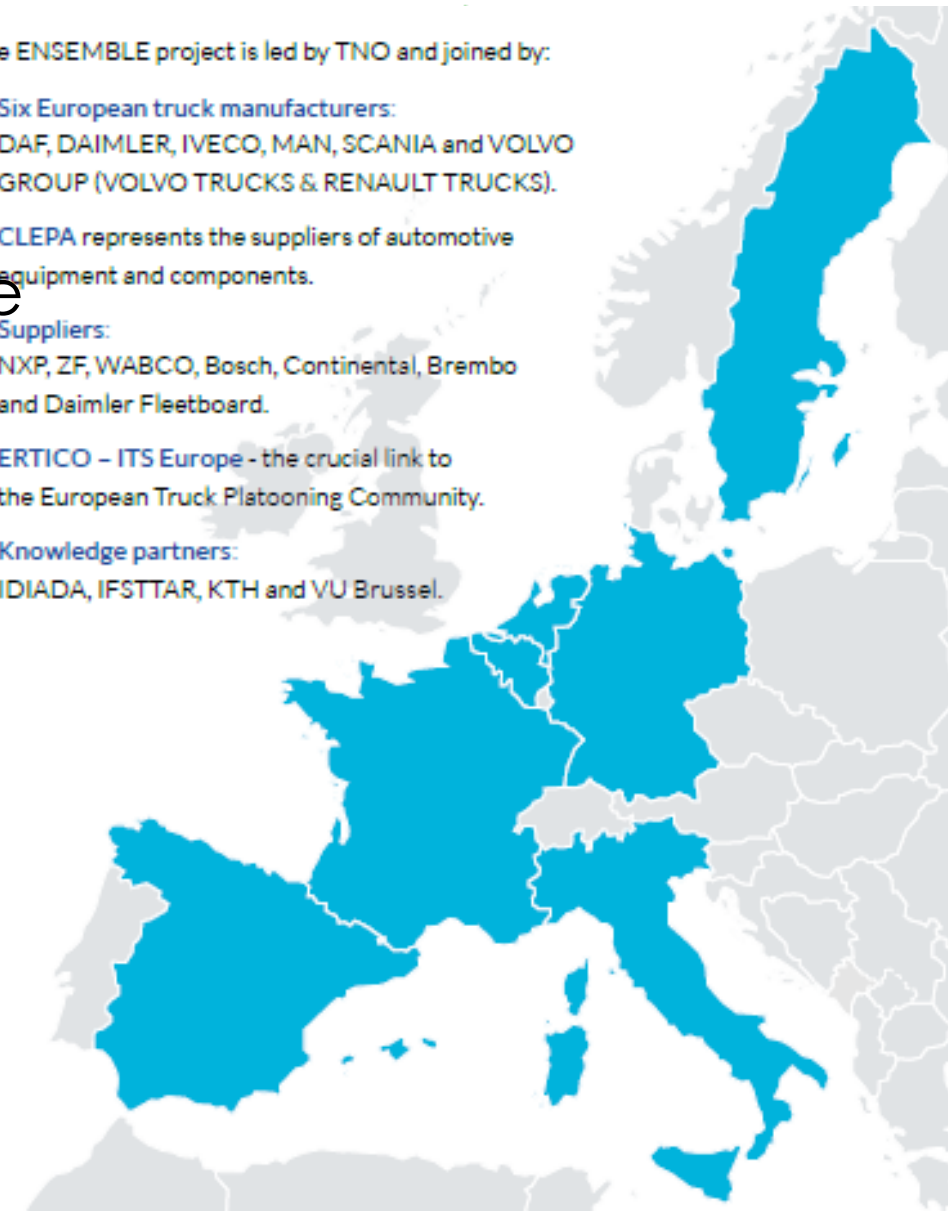 e ENSEMBLE project is led by TNO and joined by:
Six European truck manufacturers:
DAF, DAIMLER, IVECO, MAN, SCANIA and VOLVO
GROUP (VOLVO TRUCKS & RENAULT TRUCKS).
CLEPA represents the suppliers of automotive
equipment and components.
e
Suppliers:
NXP, ZF, WABCO, Bosch, Continental, Brembo
and Daimler Fleetboard.
ERTICO – ITS Europe - the crucial link to
the European Truck Platooning Community.
Knowledge partners:
IDIADA, IFSTTAR, KTH and VU Brussel.